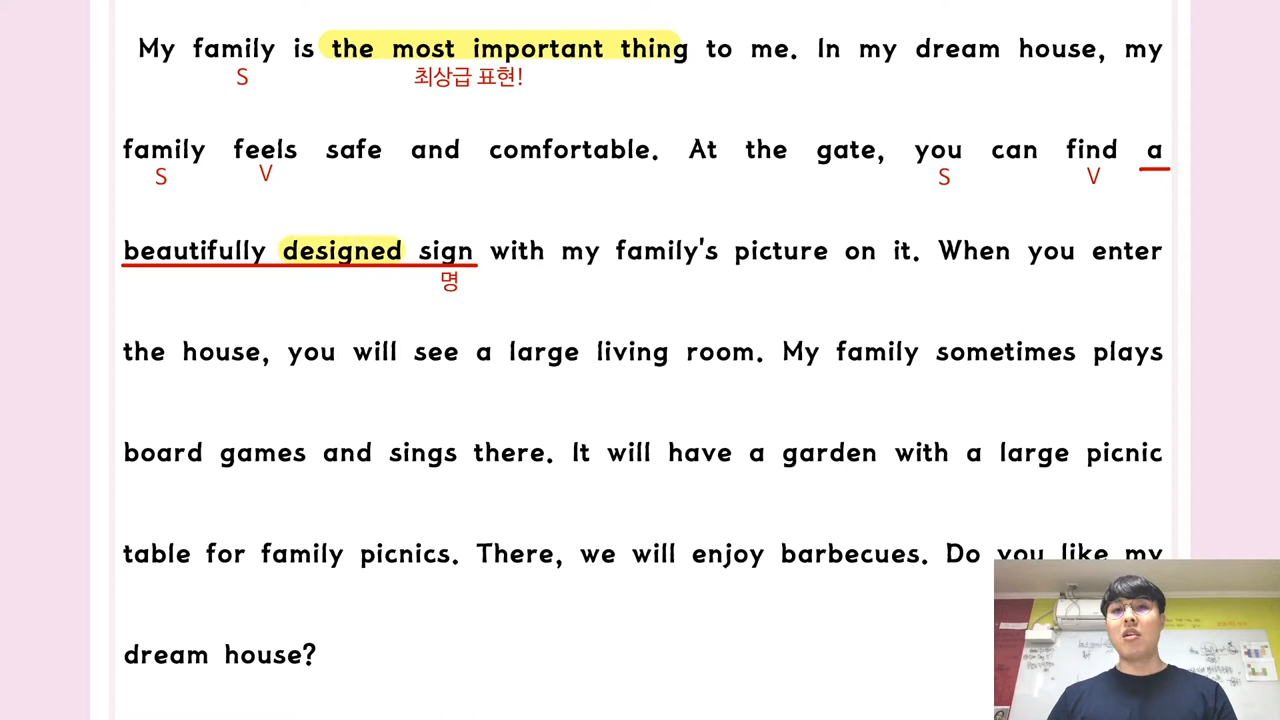 My family is the most important thing to me. In my dream house, my
S 최상급 표현!
family feels safe and comfortable. At the gate, you can find a
S V S V
beautifully designed sign with my family's picture on it. When you enter
명
the house, you will see a large living room. My family sometimes plays
board games and sings there. It will have a garden with a large picnic
table for family picnics. There, we will enjoy barbecues. Do you like my
dream house?